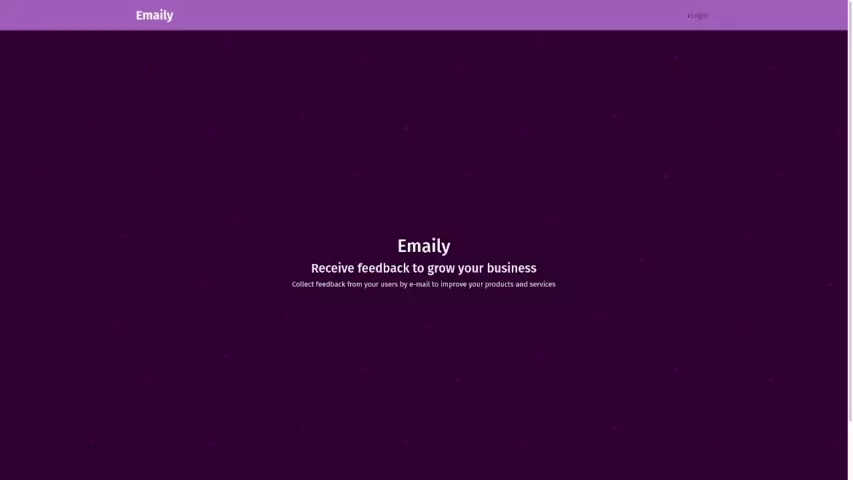 Emaily
Login
Emaily
Receive feedback to grow your business
Collect feedback from your users by e-mail to improve your products and services